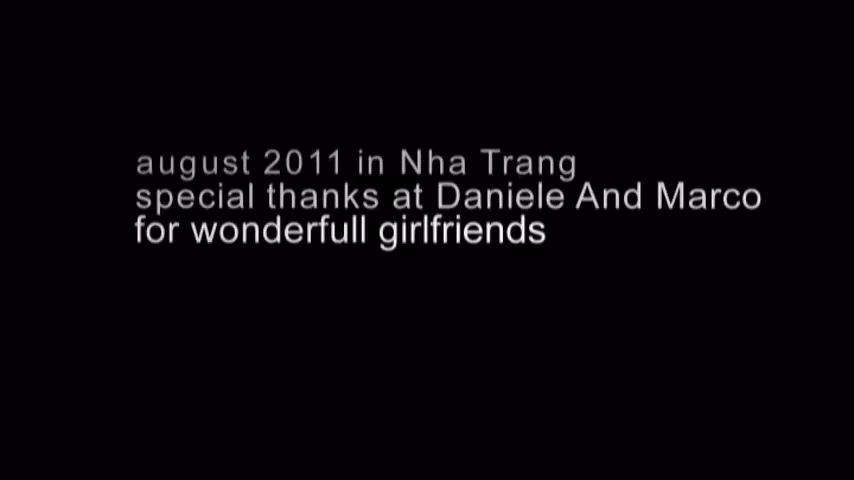 august 2011 in Nha Trang
special thanks at Daniele And Marco
for wonderfull girlfriends